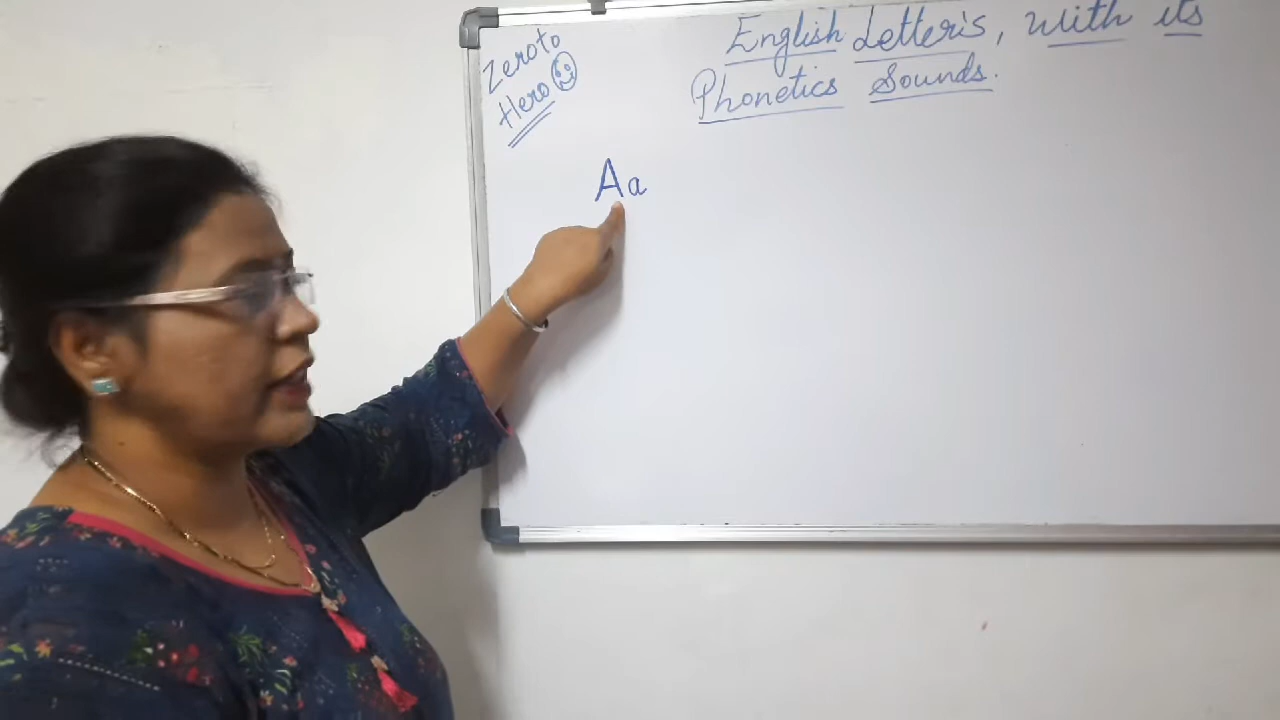 Zero to
Hero
English Letter's, with its
Phonetics Sounds.
Aa